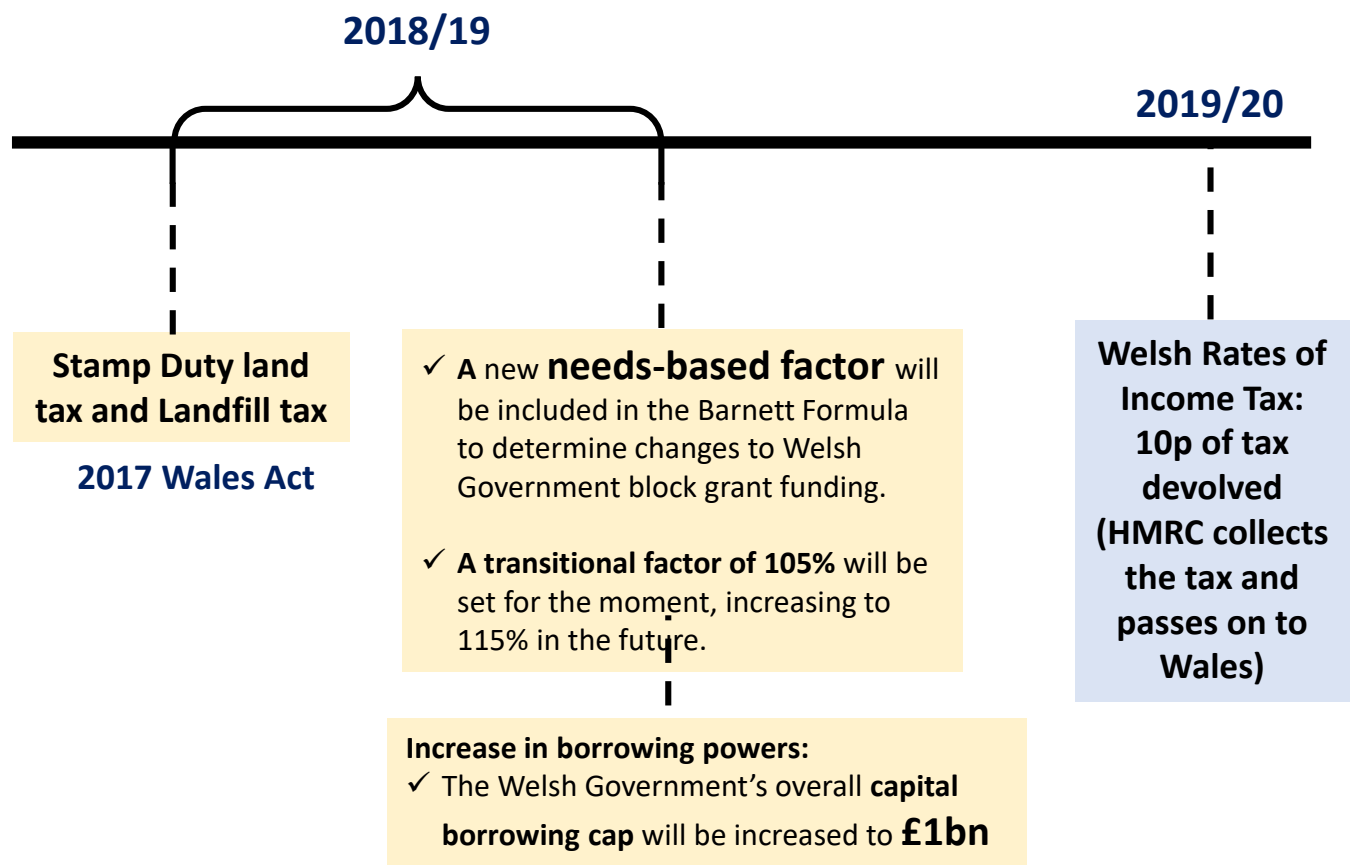 2018/19
2019/20
Stamp Duty land
tax and Landfill tax
2017 Wales Act
✓ A new needs-based factor will
be included in the Barnett Formula
to determine changes to Welsh
Government block grant funding.
✓ A transitional factor of 105% will be
set for the moment, increasing to
115% in the future.
Increase in borrowing powers:
✓ The Welsh Government’s overall capital
borrowing cap will be increased to £1bn
Welsh Rates of
Income Tax:
10p of tax
devolved
(HMRC collects
the tax and
passes on to
Wales)